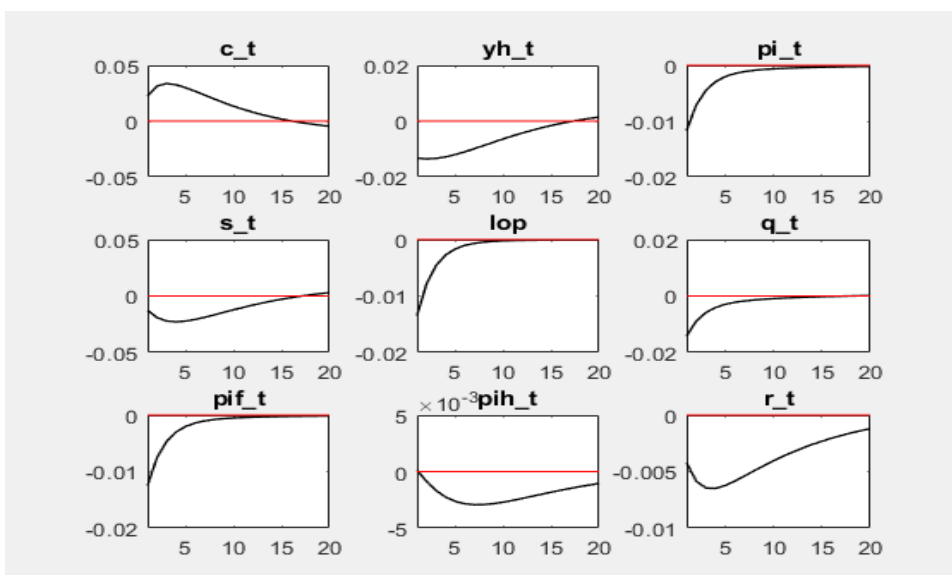 c_t yh_t pi_t
0.05 0.02 0
0 0 -0.01
-0.05 -0.02 -0.02
5 10 15 20 5 10 15 20 5 10 15 20
s_t lop q_t
0.05 0 0.02
0 -0.01 0
-0.05 -0.02 -0.02
5 10 15 20 5 10 15 20 5 10 15 20
pif_t ×10⁻³ pih_t r_t
0 5 0
-0.01 0 -0.005
-0.02 -5 -0.01
5 10 15 20 5 10 15 20 5 10 15 20